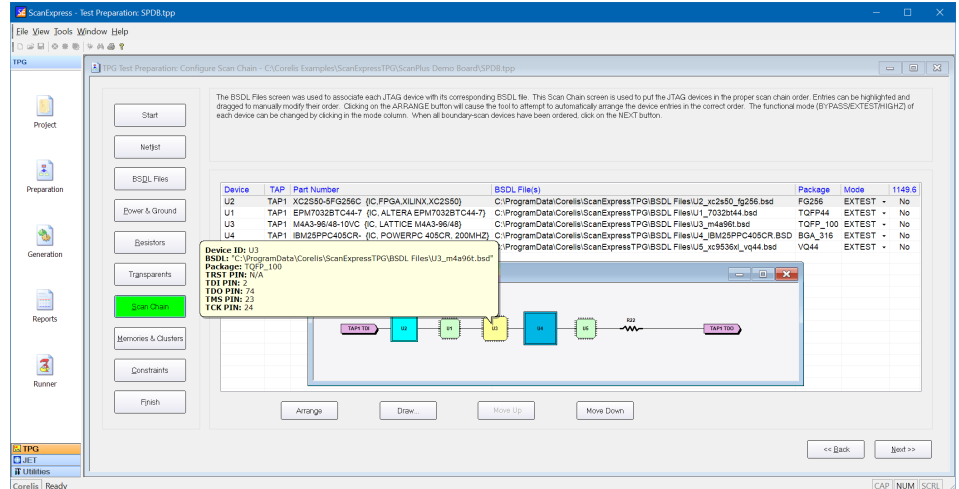 ScanExpress - Test Preparation: SPDB.tpp
File View Tools Window Help
TPG
TPG Test Preparation: Configure Scan Chain - C:\Corelis Examples\ScanExpressTPG\ScanPlus Demo Board\SPDB.tpp
Project
Preparation
Generation
Reports
Runner
TPG
JET
Utilities
Start
Netlist
BSDL Files
Power & Ground
Resistors
Transparents
Scan Chain
Memories & Clusters
Constraints
Finish
The BSDL Files screen was used to associate each JTAG device with its corresponding BSDL file. This Scan Chain screen is used to put the JTAG devices in the proper scan chain order. Entries can be highlighted and
dragged to manually modify their order. Clicking on the ARRANGE button will cause the tool to attempt to automatically arrange the device entries in the correct order. The functional mode (BYPASS/EXTEST/HIGHZ) of
each device can be changed by clicking in the mode column. When all boundary-scan devices have been ordered, click on the NEXT button.
Device TAP Part Number BSDL File(s) Package Mode 1149.6
U2 TAP1 XC2S50-5FG256C {IC,FPGA,XILINX,XC2S50} C:\ProgramData\Corelis\ScanExpressTPG\BSDL Files\U2_xc2s50_fg256.bsd FG256 EXTEST No
U1 TAP1 EPM7032BTC44-7 {IC, ALTERA EPM7032BTC44-7} C:\ProgramData\Corelis\ScanExpressTPG\BSDL Files\U1_7032bt44.bsd TQFP44 EXTEST No
U3 TAP1 M4A3-96/48-10VC {IC, LATTICE M4A3-96/48} C:\ProgramData\Corelis\ScanExpressTPG\BSDL Files\U3_m4a96t.bsd TQFP_100 EXTEST No
U4 TAP1 IBM25PPC405CR- {IC, POWERPC 405CR, 200MHZ} C:\ProgramData\Corelis\ScanExpressTPG\BSDL Files\U4_IBM25PPC405CR.BSD BGA_316 EXTEST No
C:\ProgramData\Corelis\ScanExpressTPG\BSDL Files\U5_xc9536xl_vq44.bsd VQ44 EXTEST No
Device ID: U3
BSDL: "C:\ProgramData\Corelis\ScanExpressTPG\BSDL Files\U3_m4a96t.bsd"
Package: TQFP_100
TRST PIN: N/A
TDI PIN: 2
TDO PIN: 74
TMS PIN: 23
TCK PIN: 24
TAP1 TDI U2 U1 U3 U4 U5 R22 TAP1 TDO
Arrange Draw... Move Up Move Down
<< Back Next >>
Corelis Ready CAP NUM SCRL